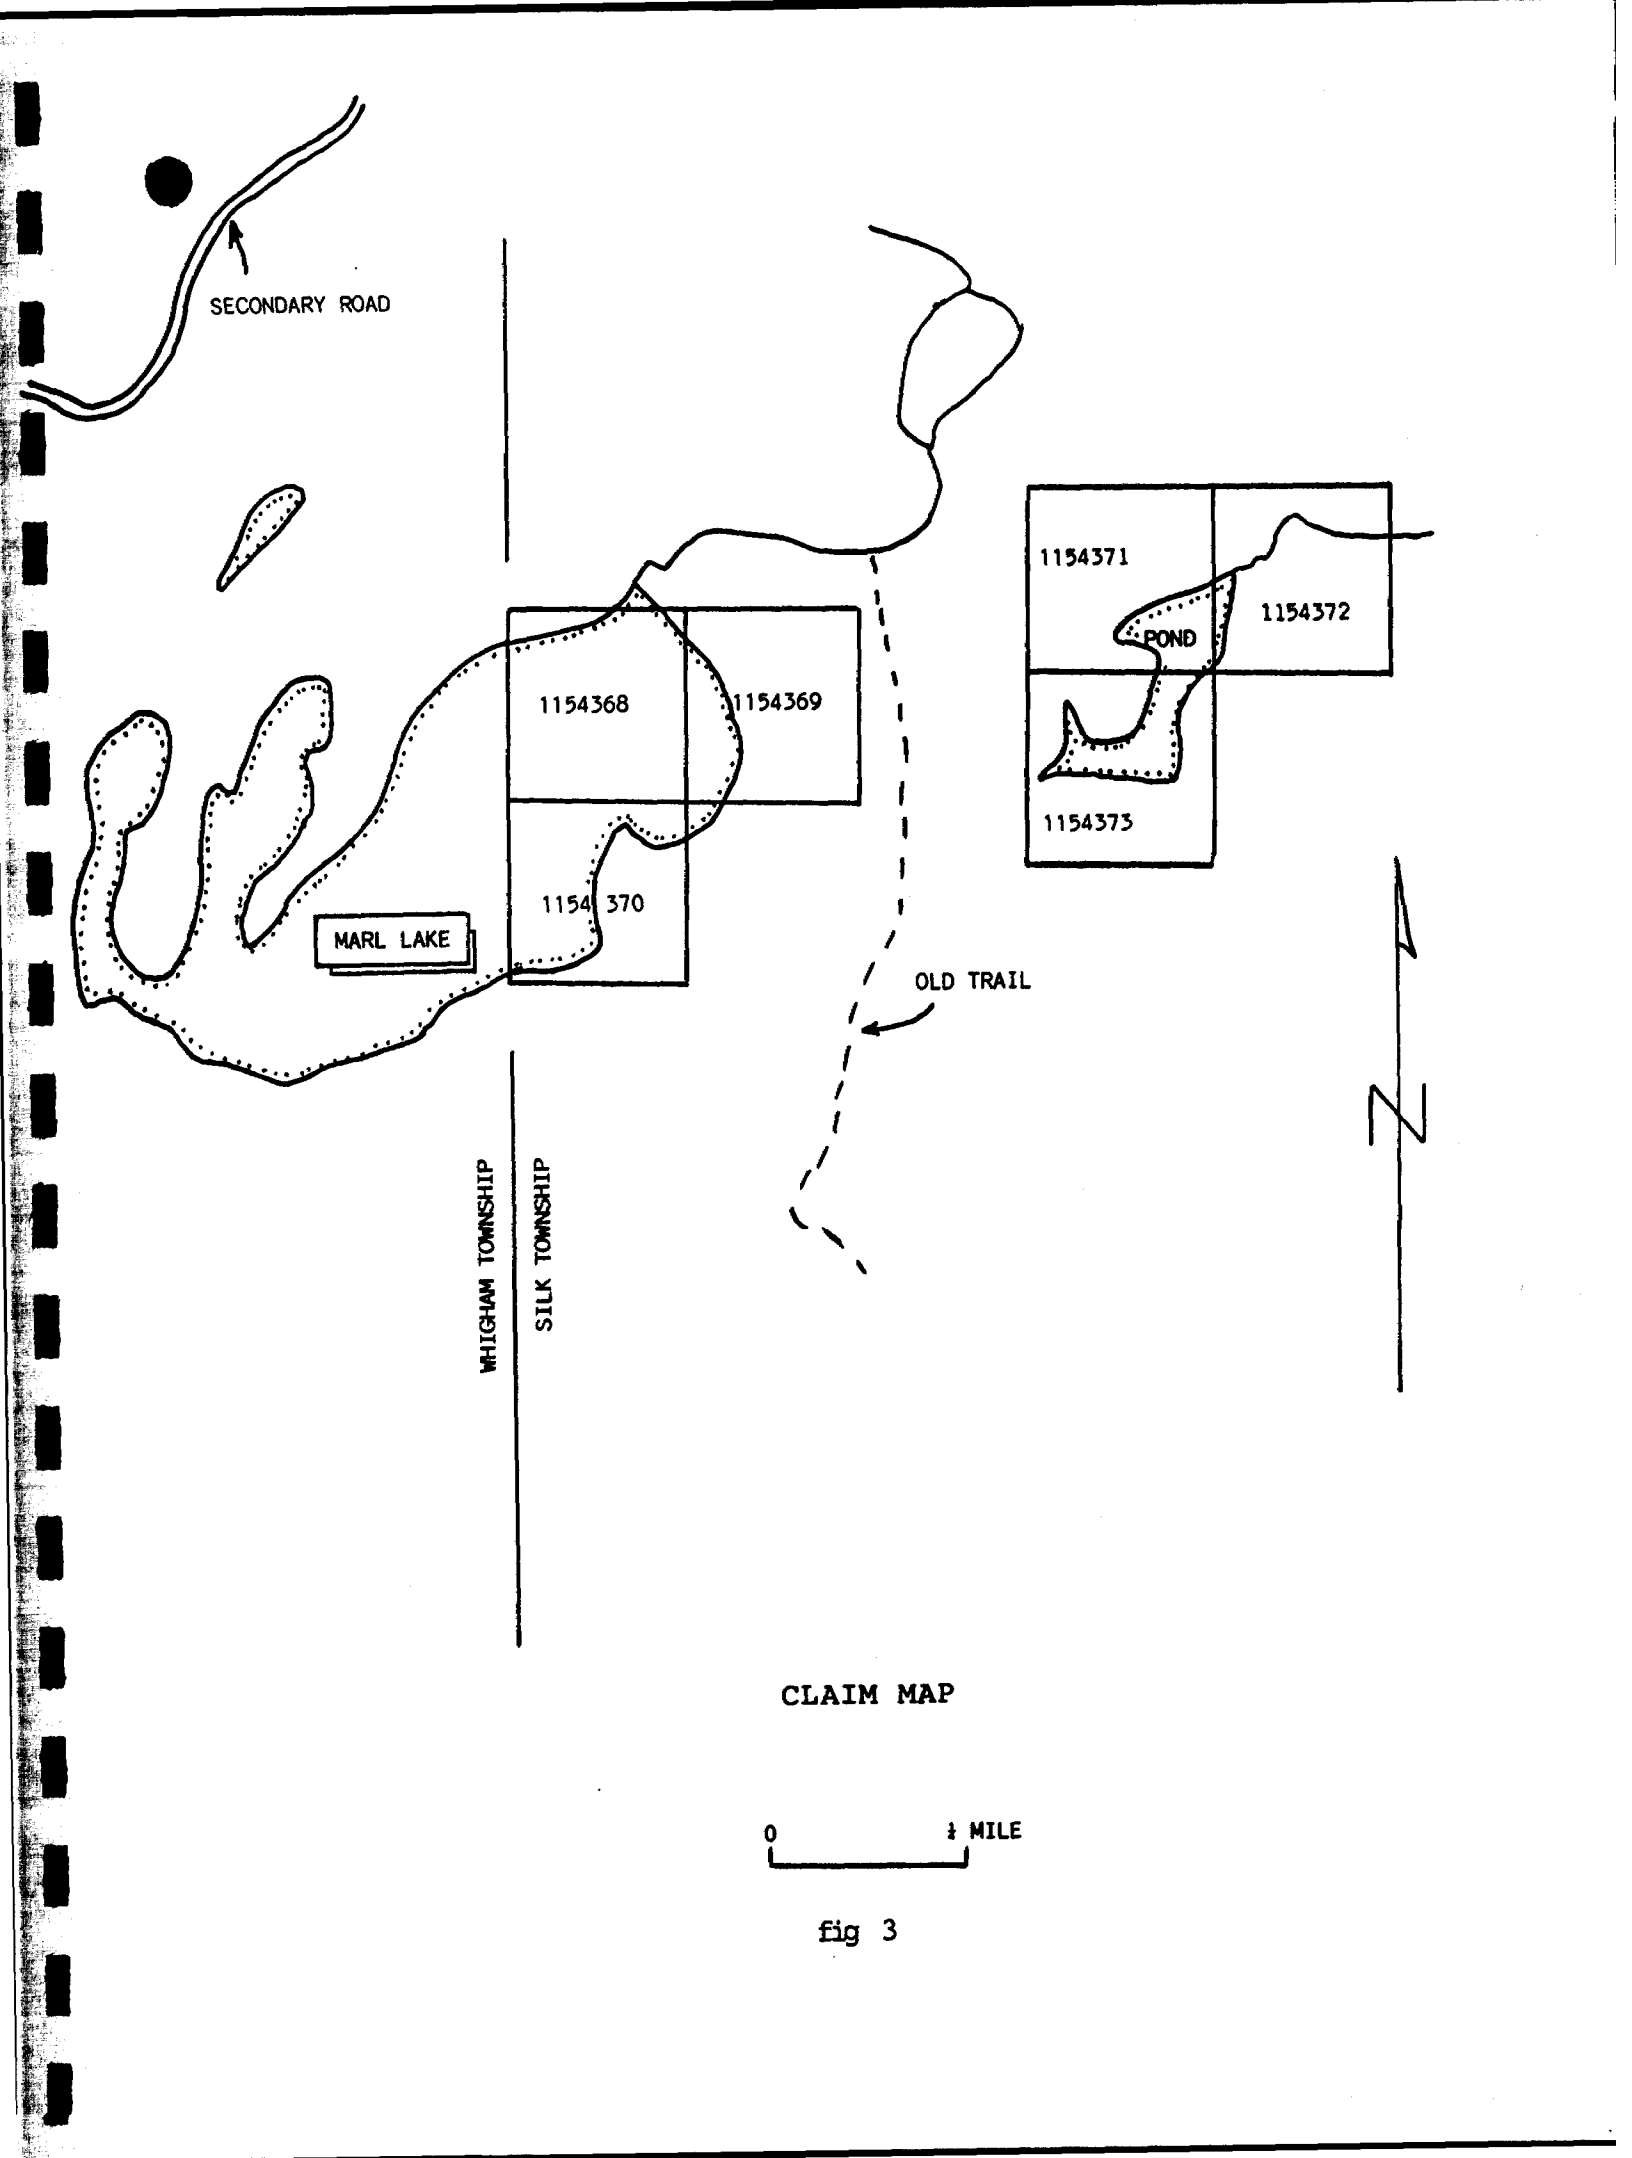 SECONDARY ROAD
1154371
1154372
POND
1154368
1154369
1154373
1154 370
MARL LAKE
OLD TRAIL
N
WHIGHAM TOWNSHIP
SILK TOWNSHIP
CLAIM MAP
0
MILE
fig 3